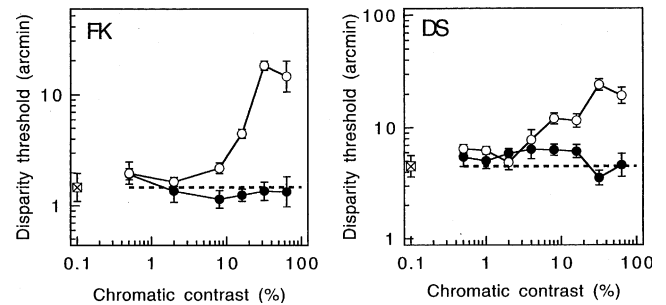 FK
Disparity threshold (arcmin)
10
1
0.1
1
10
100
Chromatic contrast (%)
DS
Disparity threshold (arcmin)
100
10
1
0.1
1
10
100
Chromatic contrast (%)